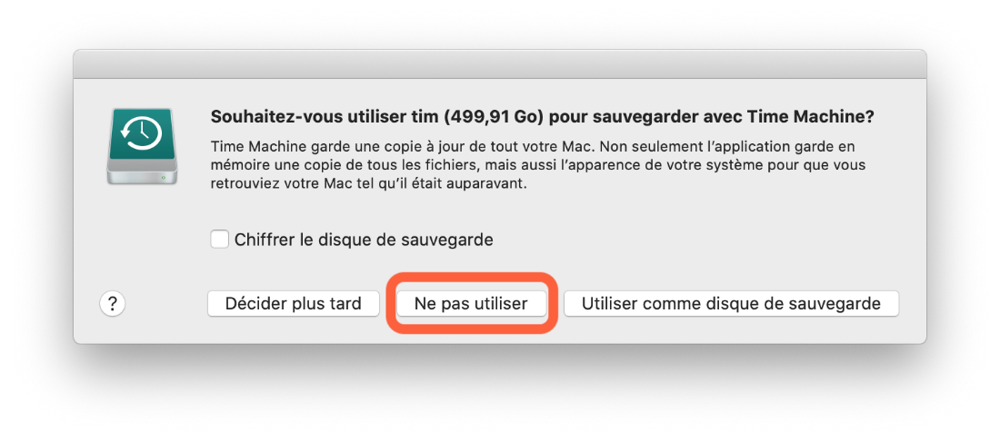 Souhaitez-vous utiliser tim (499,91 Go) pour sauvegarder avec Time Machine?
Time Machine garde une copie à jour de tout votre Mac. Non seulement l’application garde en
mémoire une copie de tous les fichiers, mais aussi l’apparence de votre système pour que vous
retrouviez votre Mac tel qu’il était auparavant.
Chiffrer le disque de sauvegarde
? Décider plus tard Ne pas utiliser Utiliser comme disque de sauvegarde